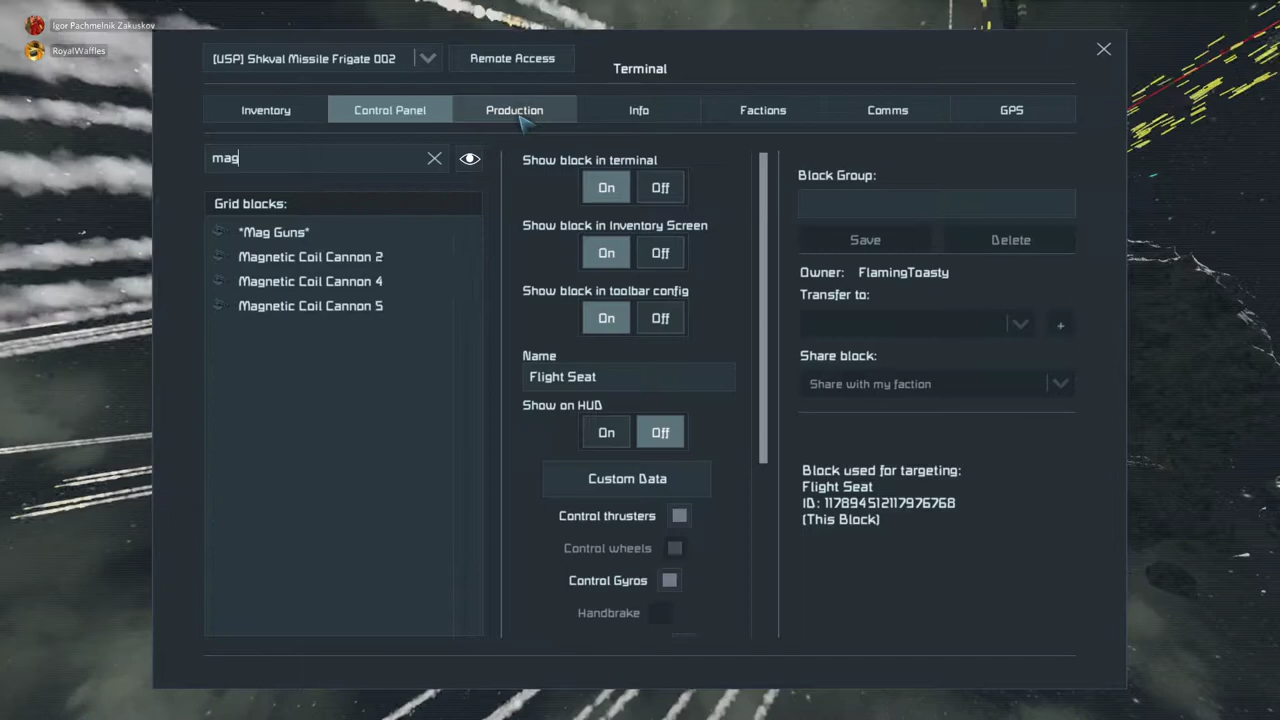 Igor Pachmelnik Zakuskov
RoyalWaffles
[USP] Shkval Missile Frigate 002
Remote Access
Terminal
Inventory
Control Panel
Production
Info
Factions
Comms
GPS
mag
Grid blocks:
*Mag Guns*
Magnetic Coil Cannon 2
Magnetic Coil Cannon 4
Magnetic Coil Cannon 5
Show block in terminal
On Off
Show block in Inventory Screen
On Off
Show block in toolbar config
On Off
Name
Flight Seat
Show on HUD
On Off
Custom Data
Control thrusters
Control wheels
Control Gyros
Handbrake
Block Group:
Save Delete
Owner: FlamingToasty
Transfer to:
+
Share block:
Share with my faction
Block used for targeting:
Flight Seat
ID: 117894512117976768
(This Block)